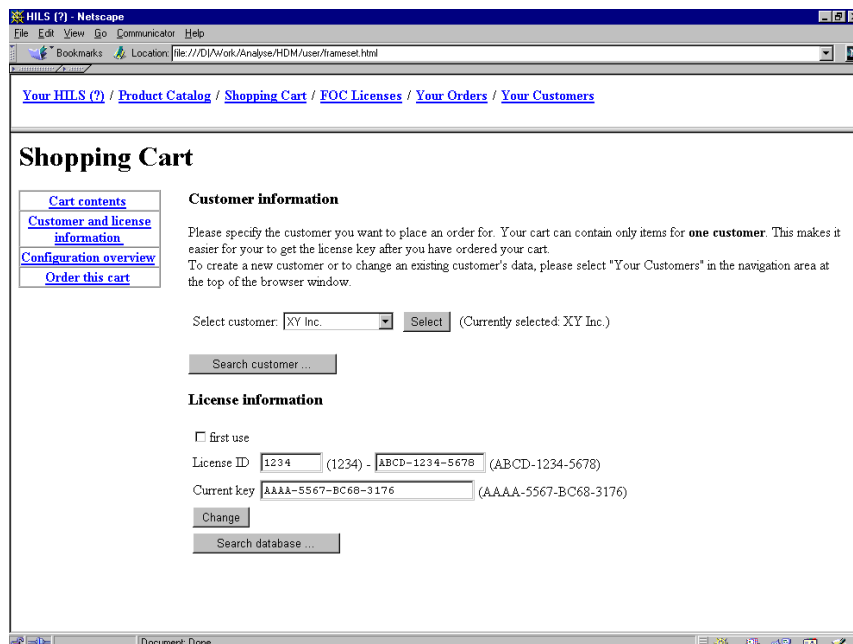 HILS (?) - Netscape
File Edit View Go Communicator Help
Bookmarks Location: file:///D|/Work/Analyse/HDM/user/frameset.html
Your HILS (?) / Product Catalog / Shopping Cart / FOC Licenses / Your Orders / Your Customers
Shopping Cart
Cart contents
Customer and license
information
Configuration overview
Order this cart
Customer information
Please specify the customer you want to place an order for. Your cart can contain only items for one customer. This makes it
easier for your to get the license key after you have ordered your cart.
To create a new customer or to change an existing customer's data, please select "Your Customers" in the navigation area at
the top of the browser window.
Select customer: XY Inc. Select (Currently selected: XY Inc.)
Search customer ...
License information
first use
License ID 1234 (1234) - ABCD-1234-5678 (ABCD-1234-5678)
Current key AAAA-5567-BC68-3176 (AAAA-5567-BC68-3176)
Change
Search database ...
Document: Done